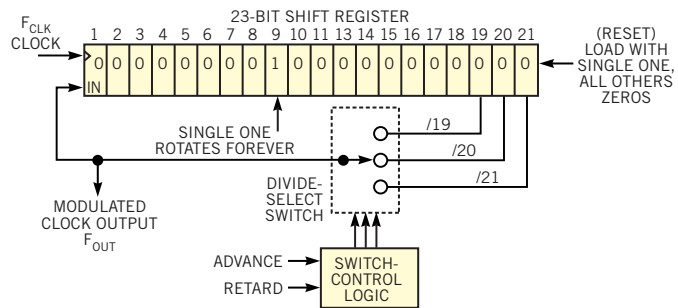 23-BIT SHIFT REGISTER
F_CLK
CLOCK
1 2 3 4 5 6 7 8 9 10 11 12 13 14 15 16 17 18 19 20 21
0 0 0 0 0 0 0 0 1 0 0 0 0 0 0 0 0 0 0 0 0
IN
(RESET)
LOAD WITH
SINGLE ONE,
ALL OTHERS
ZEROS
SINGLE ONE
ROTATES FOREVER
/19
/20
/21
DIVIDE-
SELECT
SWITCH
MODULATED
CLOCK OUTPUT
F_OUT
ADVANCE
RETARD
SWITCH-
CONTROL
LOGIC